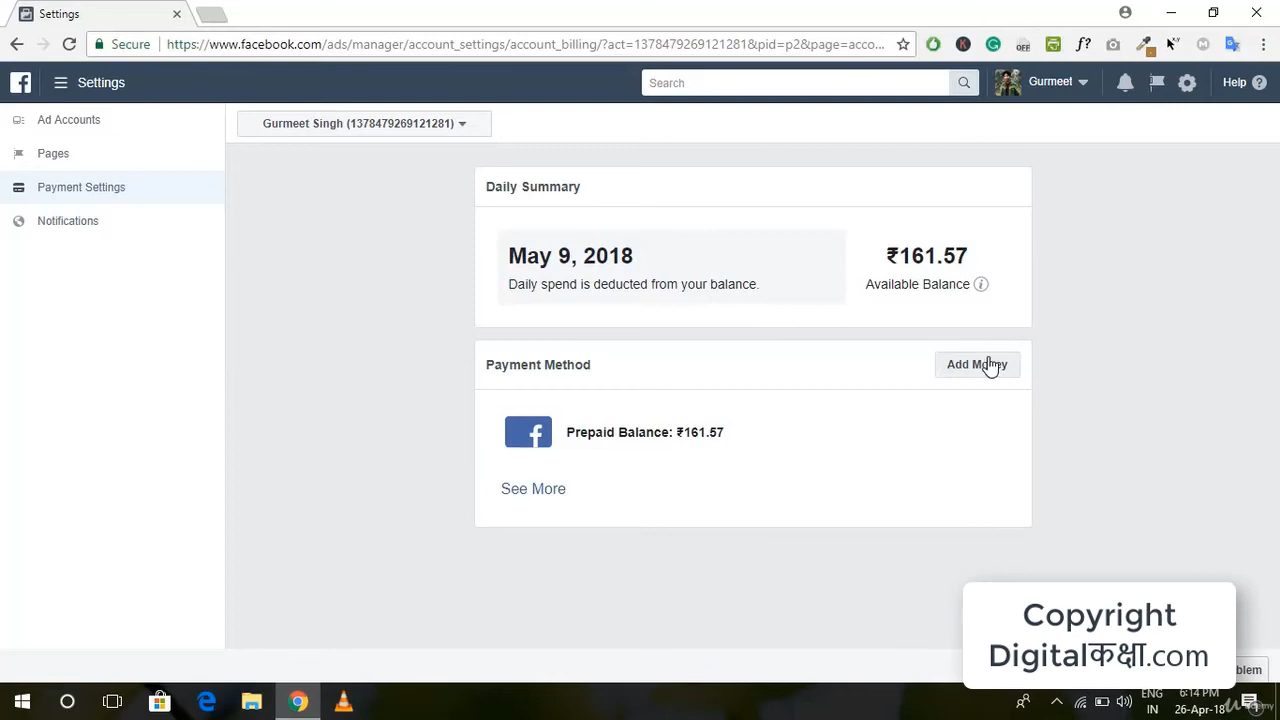 Settings
Secure
https://www.facebook.com/ads/manager/account_settings/account_billing/?act=1378479269121281&pid=p2&page=acco...
Settings
Search
Gurmeet
Help
Ad Accounts
Pages
Payment Settings
Notifications
Gurmeet Singh (1378479269121281)
Daily Summary
May 9, 2018
Daily spend is deducted from your balance.
₹161.57
Available Balance
Payment Method
Add Money
Prepaid Balance: ₹161.57
See More
Copyright
Digitalकक्षा.com
blem
ENG
IN
6:14 PM
26-Apr-18